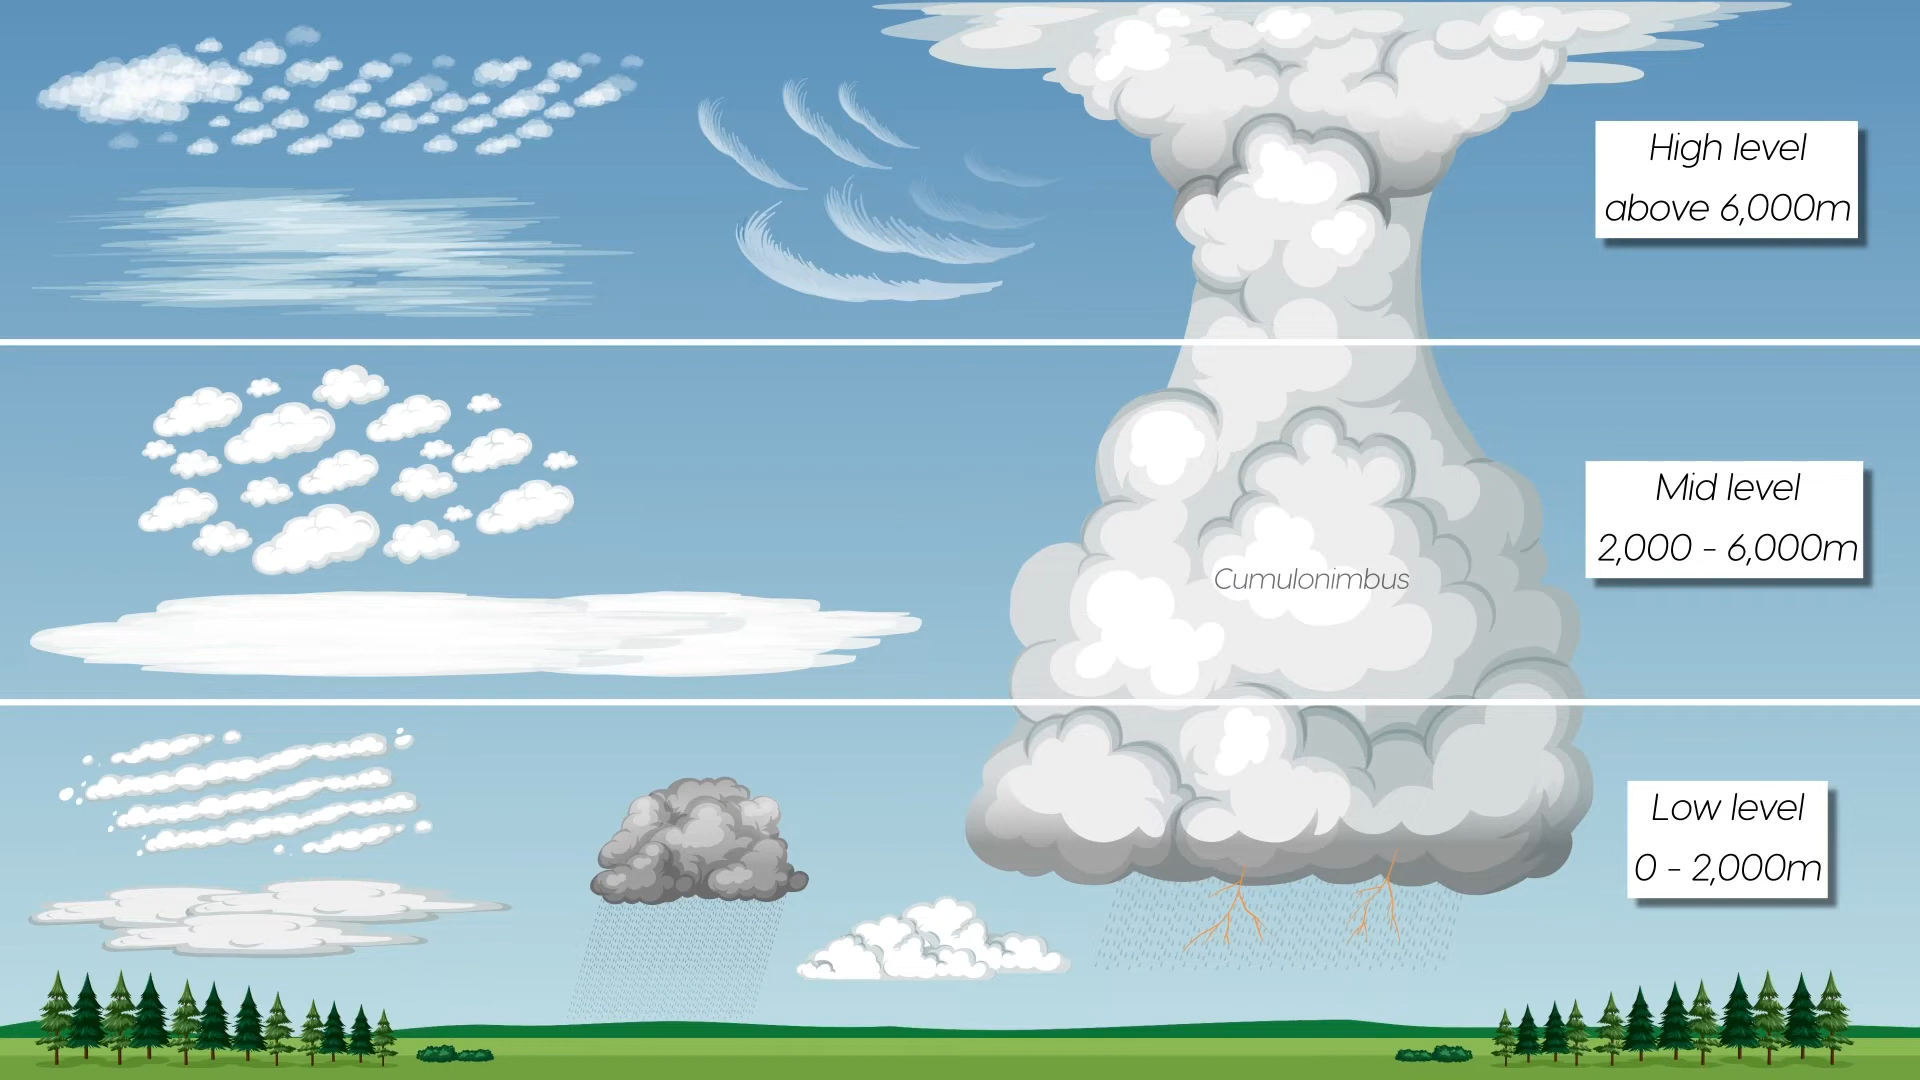 High level
above 6,000m
Mid level
2,000 - 6,000m
Cumulonimbus
Low level
0 - 2,000m